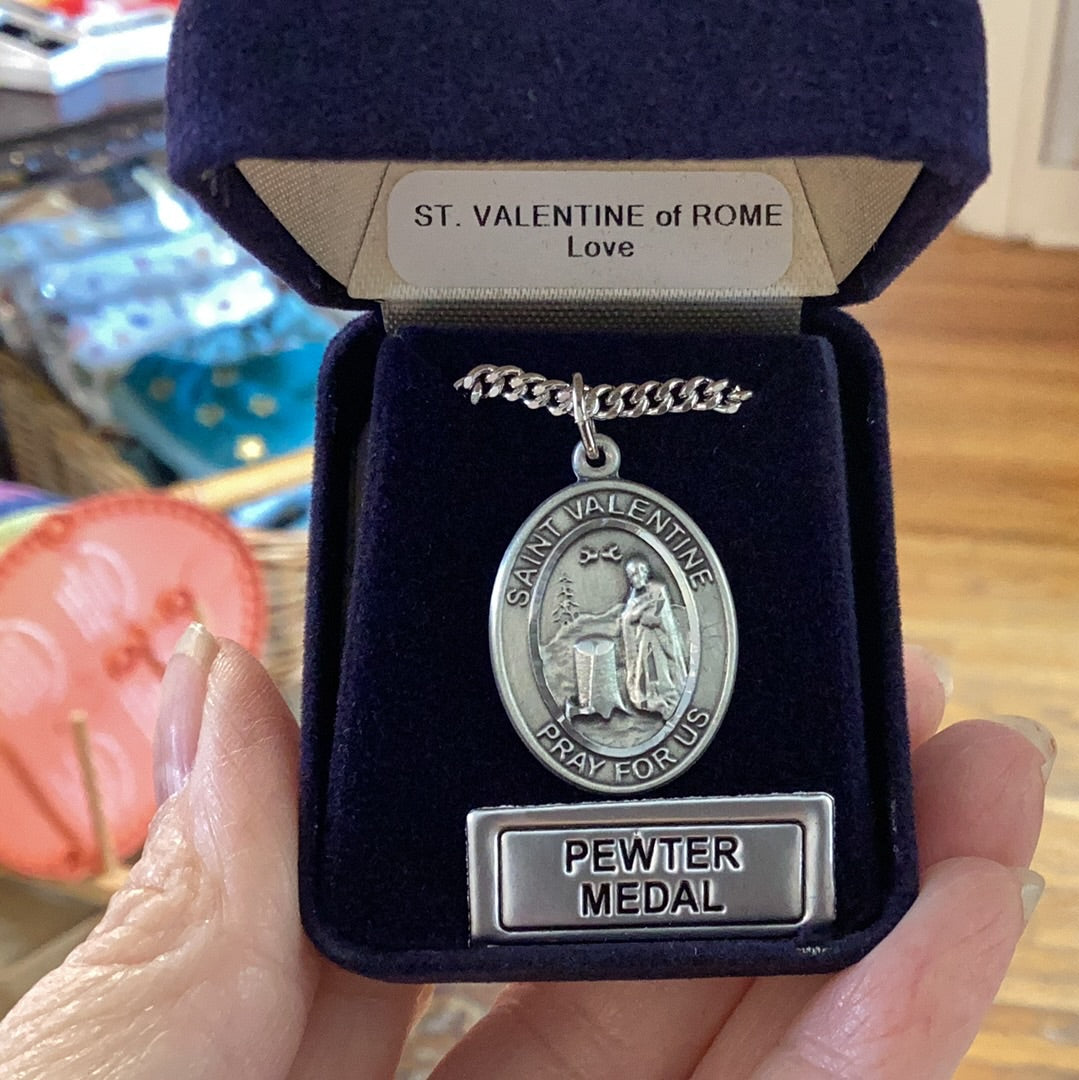 ST. VALENTINE of ROME
Love
SAINT VALENTINE
PRAY FOR US
PEWTER
MEDAL